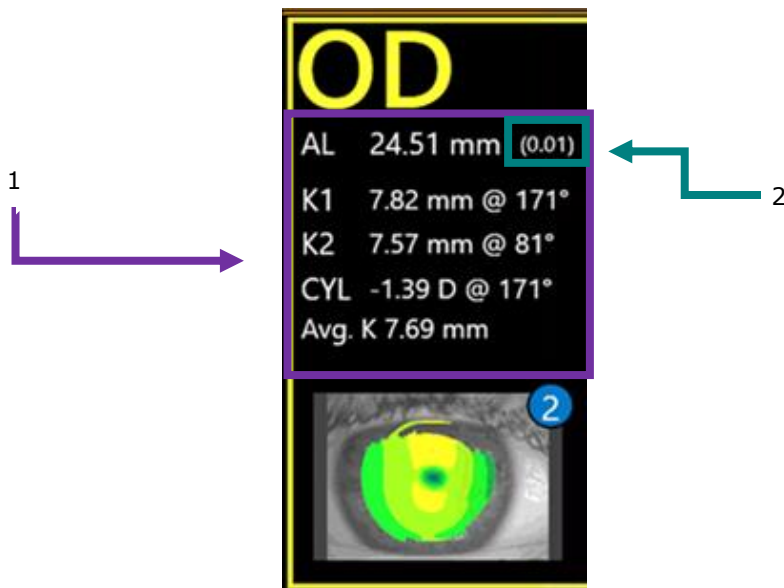 OD
AL 24.51 mm (0.01)
1
2
K1 7.82 mm @ 171°
K2 7.57 mm @ 81°
CYL -1.39 D @ 171°
Avg. K 7.69 mm
2